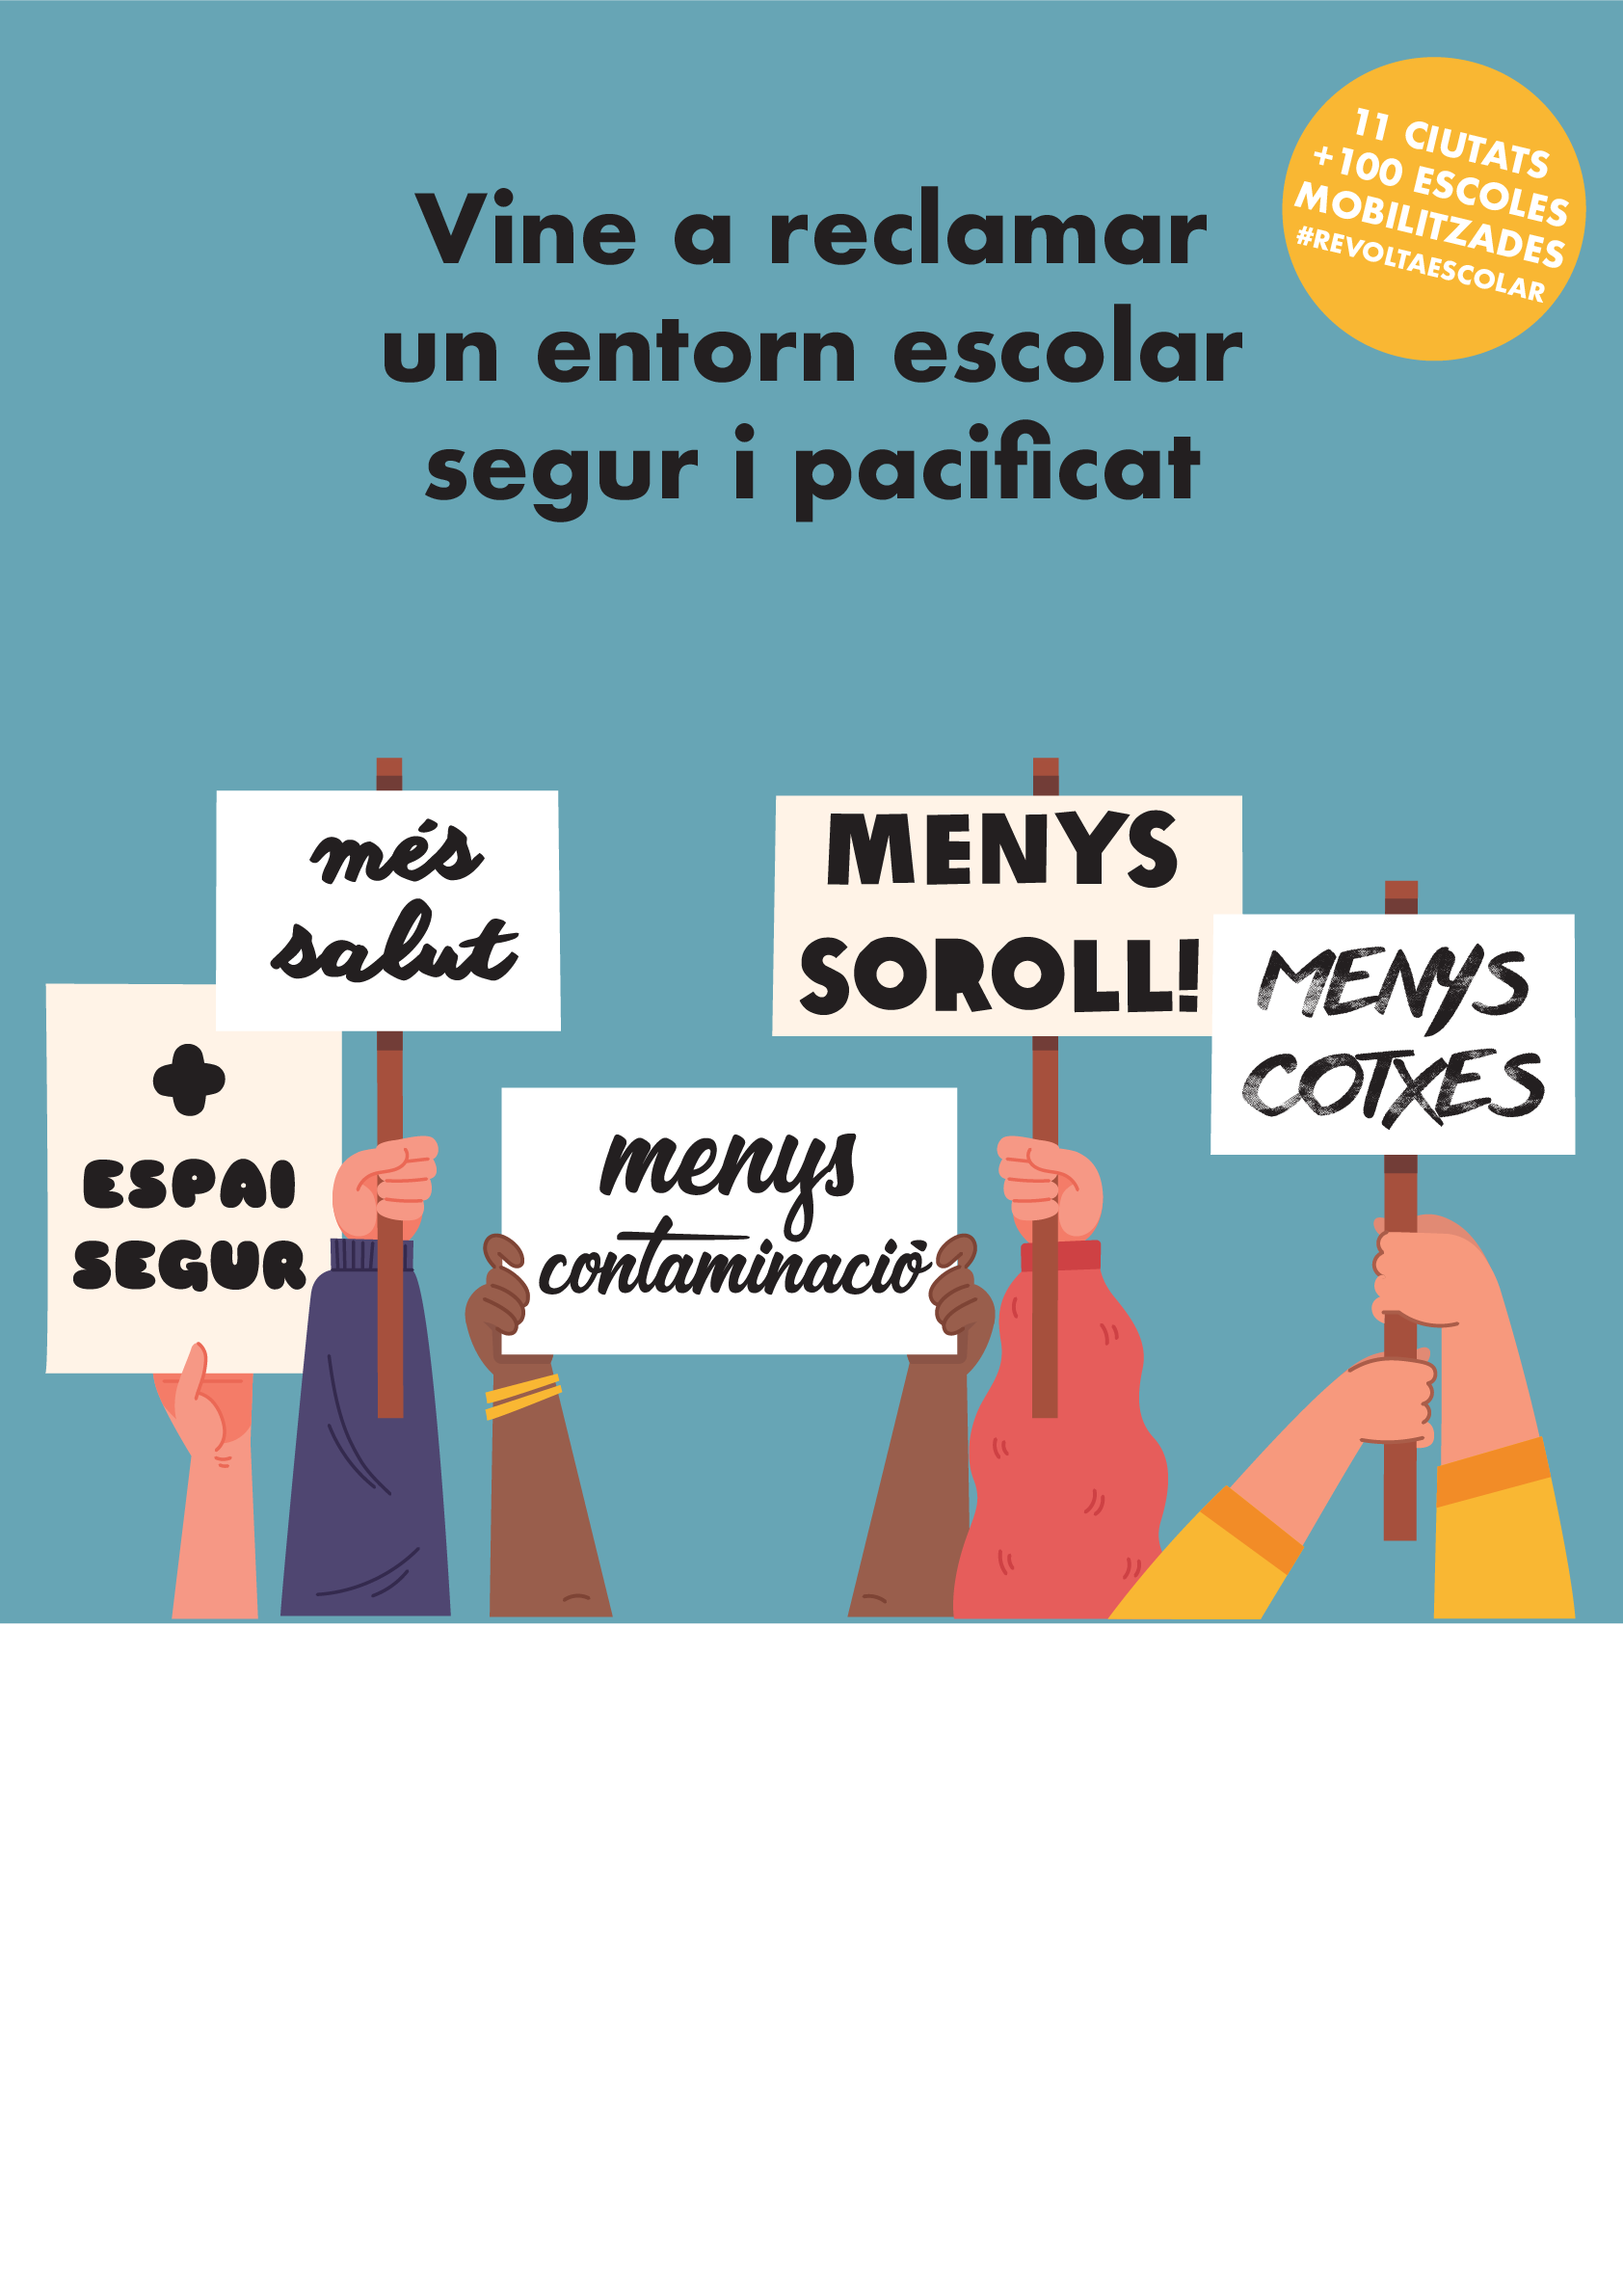 11 CIUTATS
+100 ESCOLES
MOBILITZADES
#REVOLTAESCOLAR
Vine a reclamar
un entorn escolar
segur i pacificat
més
salut
MENYS
SOROLL!
MENYS
COTXES
+
ESPAI
SEGUR
menys
contaminaciò